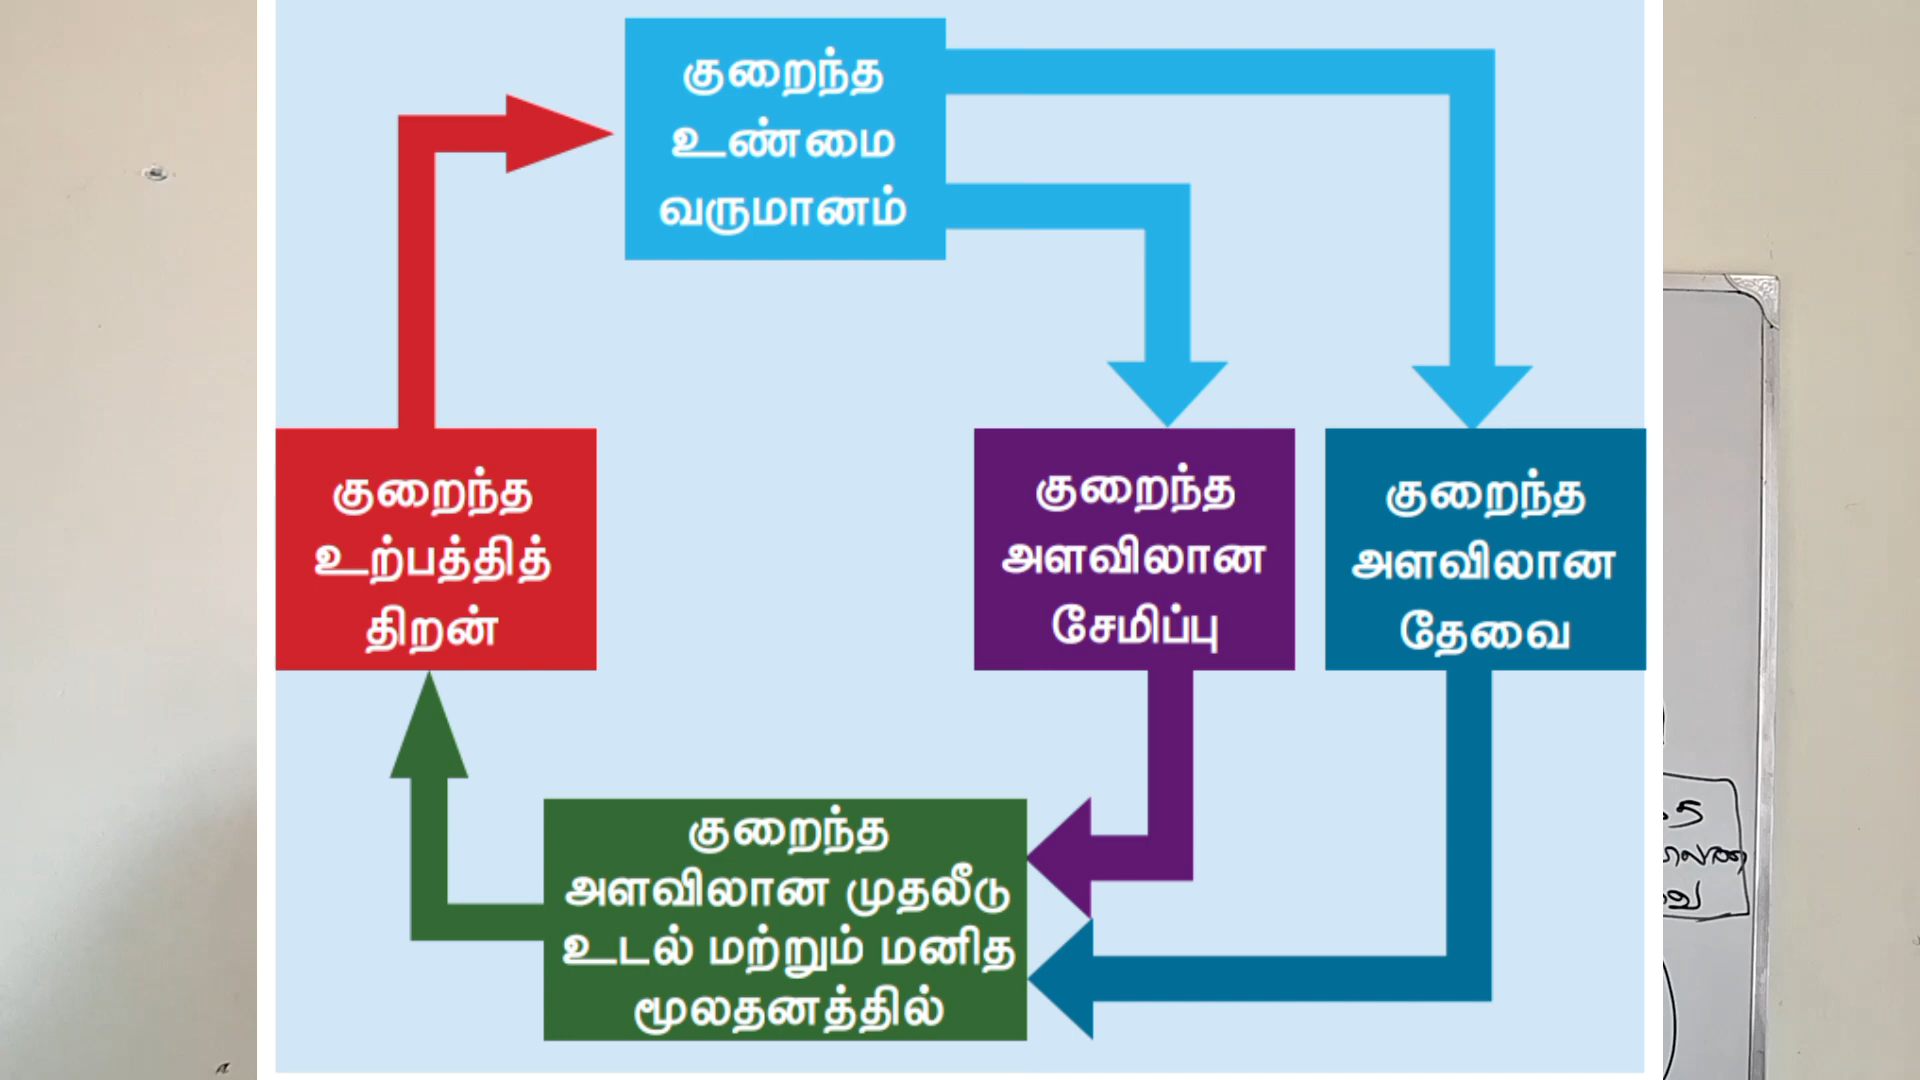 குறைந்த
உண்மை
வருமானம்
குறைந்த
உற்பத்தித்
திறன்
குறைந்த
அளவிலான
சேமிப்பு
குறைந்த
அளவிலான
தேவை
குறைந்த
அளவிலான முதலீடு
உடல் மற்றும் மனித
மூலதனத்தில்